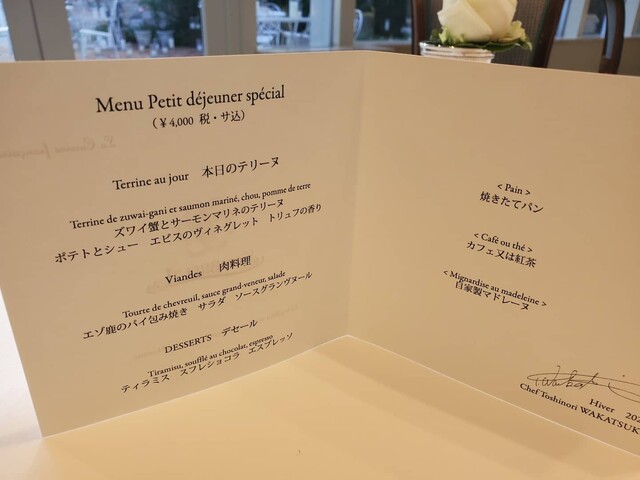 Menu Petit déjeuner spécial
（￥4,000 税・サ込）
Terrine au jour 本日のテリーヌ
Terrine de zuwai-gani et saumon mariné, chou, pomme de terre
ズワイ蟹とサーモンマリネのテリーヌ
ポテトとシュー エピスのヴィネグレット トリュフの香り
Viandes 肉料理
Tourte de chevreuil, sauce grand-veneur, salade
エゾ鹿のパイ包み焼き サラダ ソースグランヴヌール
DESSERTS デセール
Tiramisu, soufflé au chocolat, espresso
ティラミス スフレショコラ エスプレッソ
< Pain >
焼きたてパン
< Café ou thé >
カフェ又は紅茶
< Mignardise au madeleine >
自家製マドレーヌ
Hiver 202
Chef Toshinori WAKATSUK